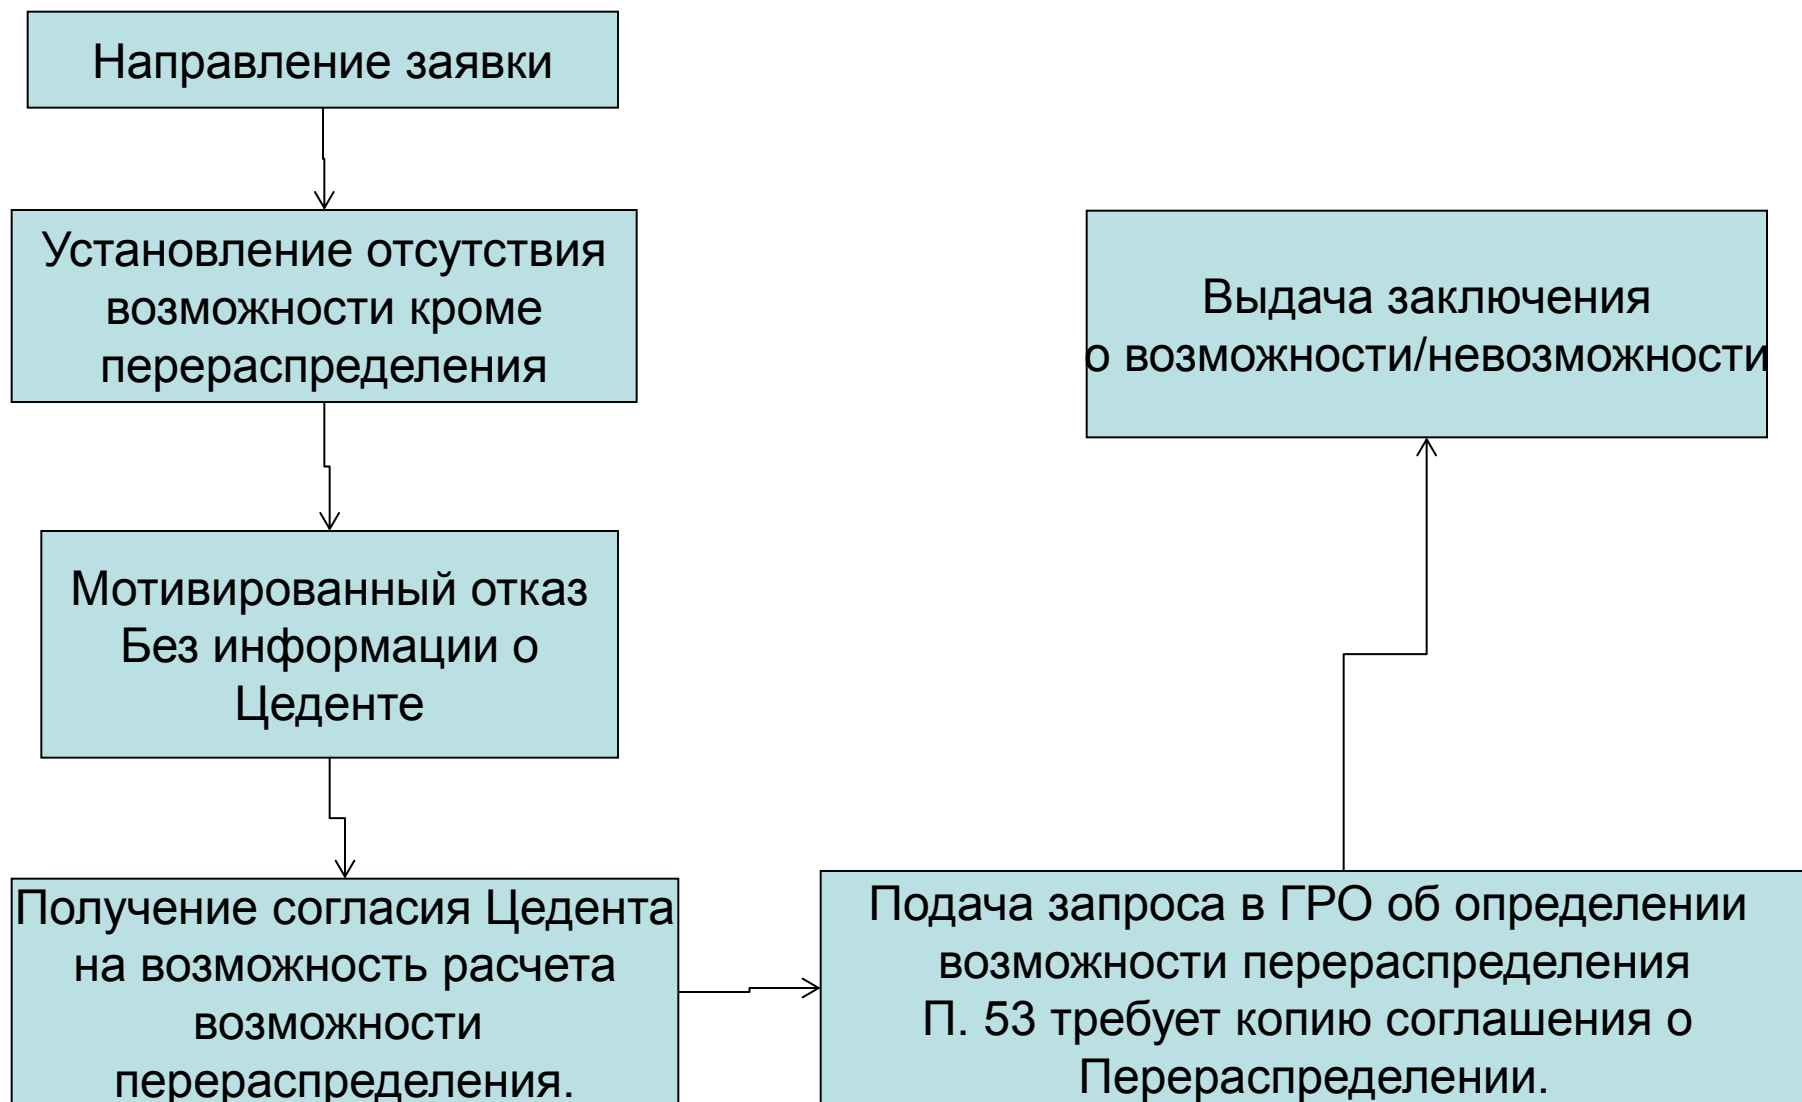 Направление заявки
Установление отсутствия
возможности кроме
перераспределения
Мотивированный отказ
Без информации о
Цеденте
Получение согласия Цедента
на возможность расчета
возможности
перераспределения.
Подача запроса в ГРО об определении
возможности перераспределения
П. 53 требует копию соглашения о
Перераспределении.
Выдача заключения
о возможности/невозможности